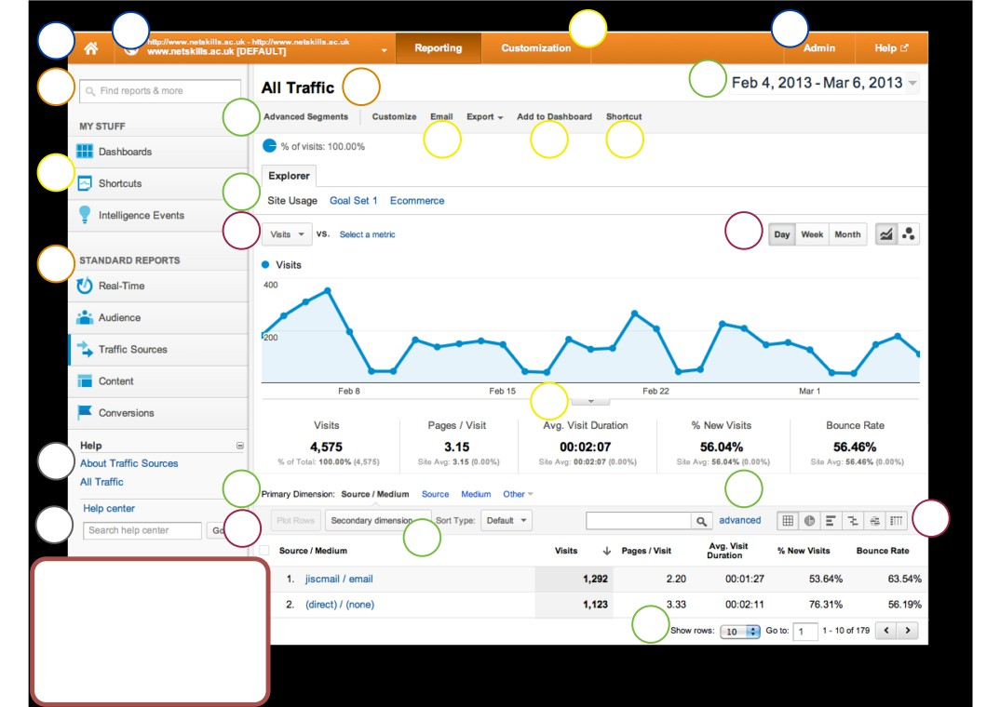 http://www.netskills.ac.uk - http://www.netskills.ac.uk
www.netskills.ac.uk [DEFAULT]
Reporting
Customization
Admin
Help
Find reports & more
MY STUFF
Dashboards
Shortcuts
Intelligence Events
STANDARD REPORTS
Real-Time
Audience
Traffic Sources
Content
Conversions
Help
About Traffic Sources
All Traffic
Help center
Search help center
All Traffic
Feb 4, 2013 - Mar 6, 2013
Advanced Segments Customize Email Export Add to Dashboard Shortcut
% of visits: 100.00%
Explorer
Site Usage Goal Set 1 Ecommerce
Visits VS. Select a metric
Day Week Month
Visits
400
200
Feb 8 Feb 15 Feb 22 Mar 1
Visits Pages / Visit Avg. Visit Duration % New Visits Bounce Rate
4,575 3.15 00:02:07 56.04% 56.46%
% of Total: 100.00% (4,575) Site Avg: 3.15 (0.00%) Site Avg: 00:02:07 (0.00%) Site Avg: 56.04% (0.00%) Site Avg: 56.46% (0.00%)
Primary Dimension: Source / Medium Source Medium Other
Plot Rows Secondary dimension Sort Type: Default advanced
Source / Medium Visits Pages / Visit Avg. Visit Duration % New Visits Bounce Rate
1. jiscmail / email 1,292 2.20 00:01:27 53.64% 63.54%
2. (direct) / (none) 1,123 3.33 00:02:11 76.31% 56.19%
Show rows: 10 Go to: 1 1 - 10 of 179